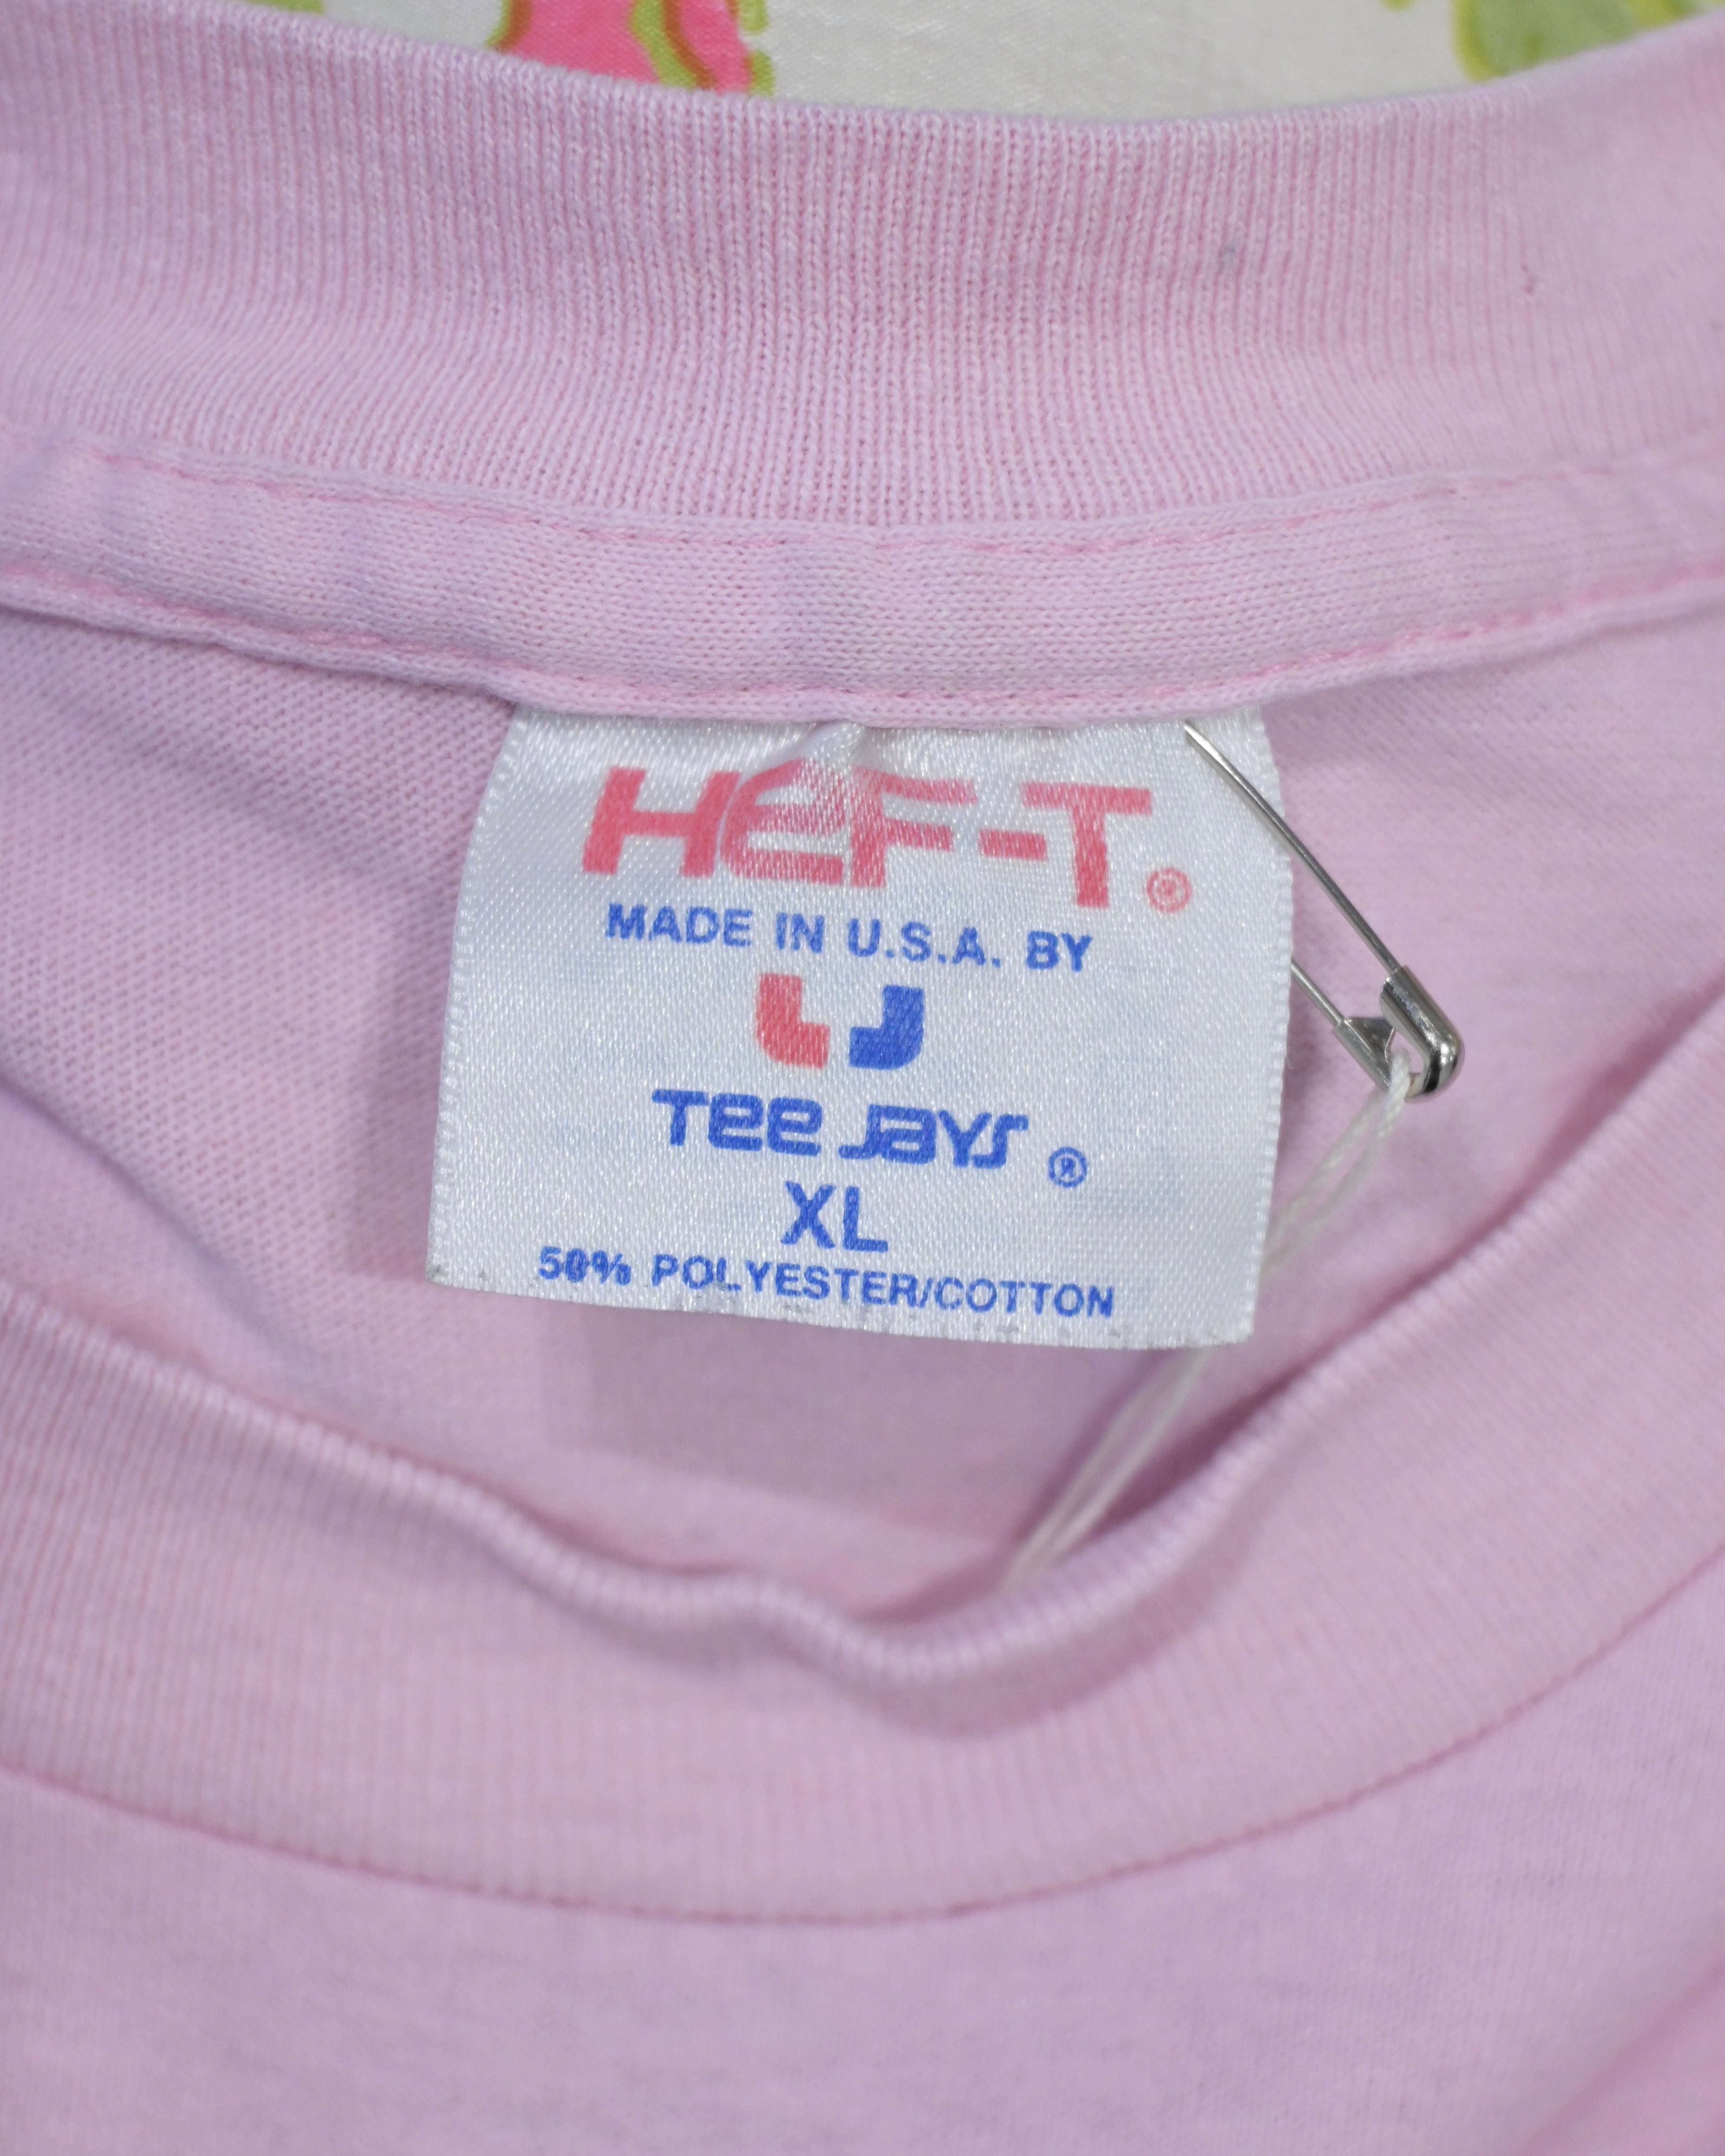 HEF-T®
MADE IN U.S.A. BY
TEE JAYS ®
XL
50% POLYESTER/COTTON